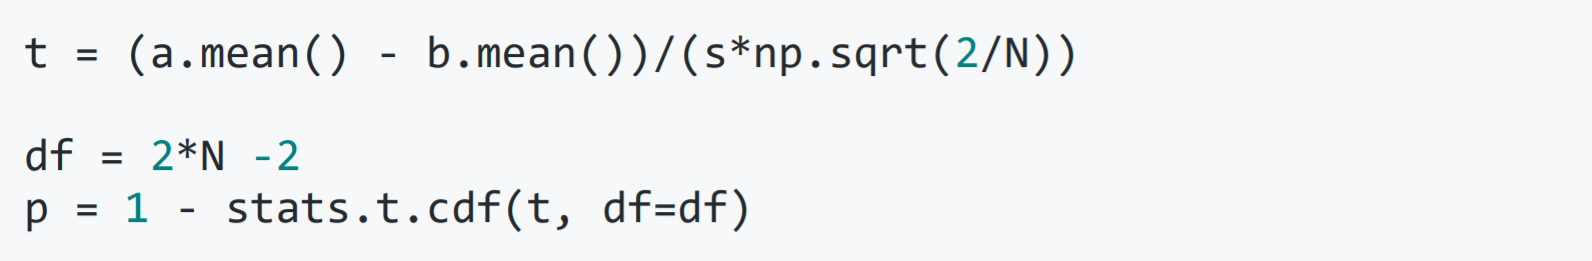 t = (a.mean() - b.mean())/(s*np.sqrt(2/N))
df = 2*N -2
p = 1 - stats.t.cdf(t, df=df)